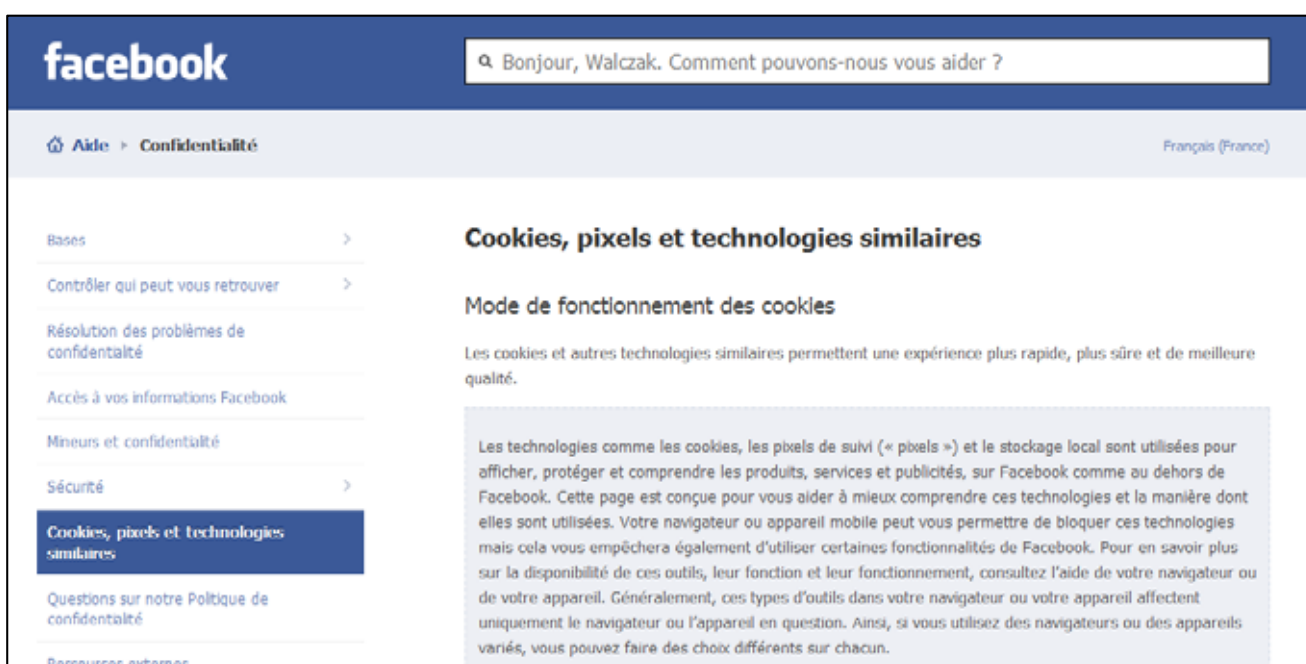 facebook
Bonjour, Walczak. Comment pouvons-nous vous aider ?
Aide ▸ Confidentialité
Français (France)
Bases
Contrôler qui peut vous retrouver
Résolution des problèmes de
confidentialité
Accès à vos informations Facebook
Mineurs et confidentialité
Sécurité
Cookies, pixels et technologies
similaires
Questions sur notre Politique de
confidentialité
Ressources externes
Cookies, pixels et technologies similaires
Mode de fonctionnement des cookies
Les cookies et autres technologies similaires permettent une expérience plus rapide, plus sûre et de meilleure
qualité.
Les technologies comme les cookies, les pixels de suivi (« pixels ») et le stockage local sont utilisées pour
afficher, protéger et comprendre les produits, services et publicités, sur Facebook comme au dehors de
Facebook. Cette page est conçue pour vous aider à mieux comprendre ces technologies et la manière dont
elles sont utilisées. Votre navigateur ou appareil mobile peut vous permettre de bloquer ces technologies
mais cela vous empêchera également d'utiliser certaines fonctionnalités de Facebook. Pour en savoir plus
sur la disponibilité de ces outils, leur fonction et leur fonctionnement, consultez l'aide de votre navigateur ou
de votre appareil. Généralement, ces types d'outils dans votre navigateur ou votre appareil affectent
uniquement le navigateur ou l'appareil en question. Ainsi, si vous utilisez des navigateurs ou des appareils
variés, vous pouvez faire des choix différents sur chacun.